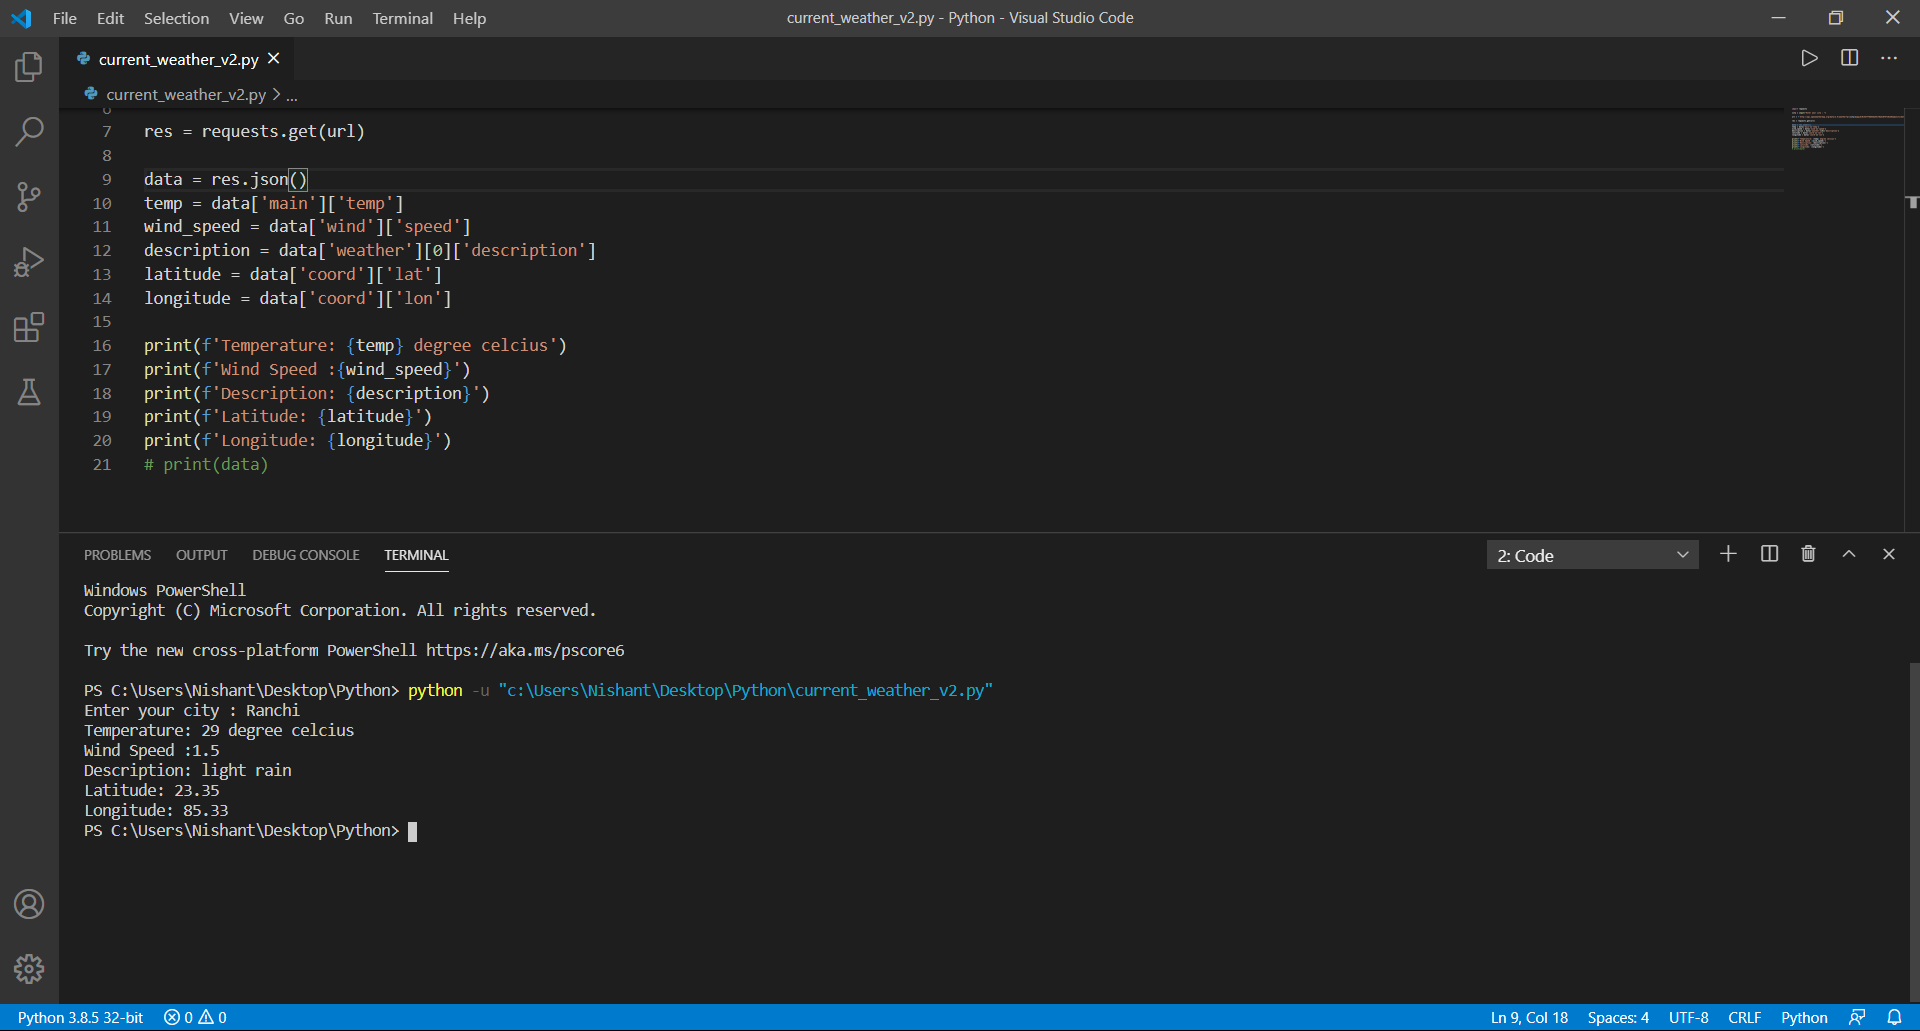 File Edit Selection View Go Run Terminal Help
current_weather_v2.py - Python - Visual Studio Code
current_weather_v2.py
current_weather_v2.py > ...
7 res = requests.get(url)
8
9 data = res.json()
10 temp = data['main']['temp']
11 wind_speed = data['wind']['speed']
12 description = data['weather'][0]['description']
13 latitude = data['coord']['lat']
14 longitude = data['coord']['lon']
15
16 print(f'Temperature: {temp} degree celcius')
17 print(f'Wind Speed :{wind_speed}')
18 print(f'Description: {description}')
19 print(f'Latitude: {latitude}')
20 print(f'Longitude: {longitude}')
21 # print(data)
PROBLEMS OUTPUT DEBUG CONSOLE TERMINAL
2: Code
Windows PowerShell
Copyright (C) Microsoft Corporation. All rights reserved.
Try the new cross-platform PowerShell https://aka.ms/pscore6
PS C:\Users\Nishant\Desktop\Python> python -u "c:\Users\Nishant\Desktop\Python\current_weather_v2.py"
Enter your city : Ranchi
Temperature: 29 degree celcius
Wind Speed :1.5
Description: light rain
Latitude: 23.35
Longitude: 85.33
PS C:\Users\Nishant\Desktop\Python>
Python 3.8.5 32-bit 0 0 Ln 9, Col 18 Spaces: 4 UTF-8 CRLF Python